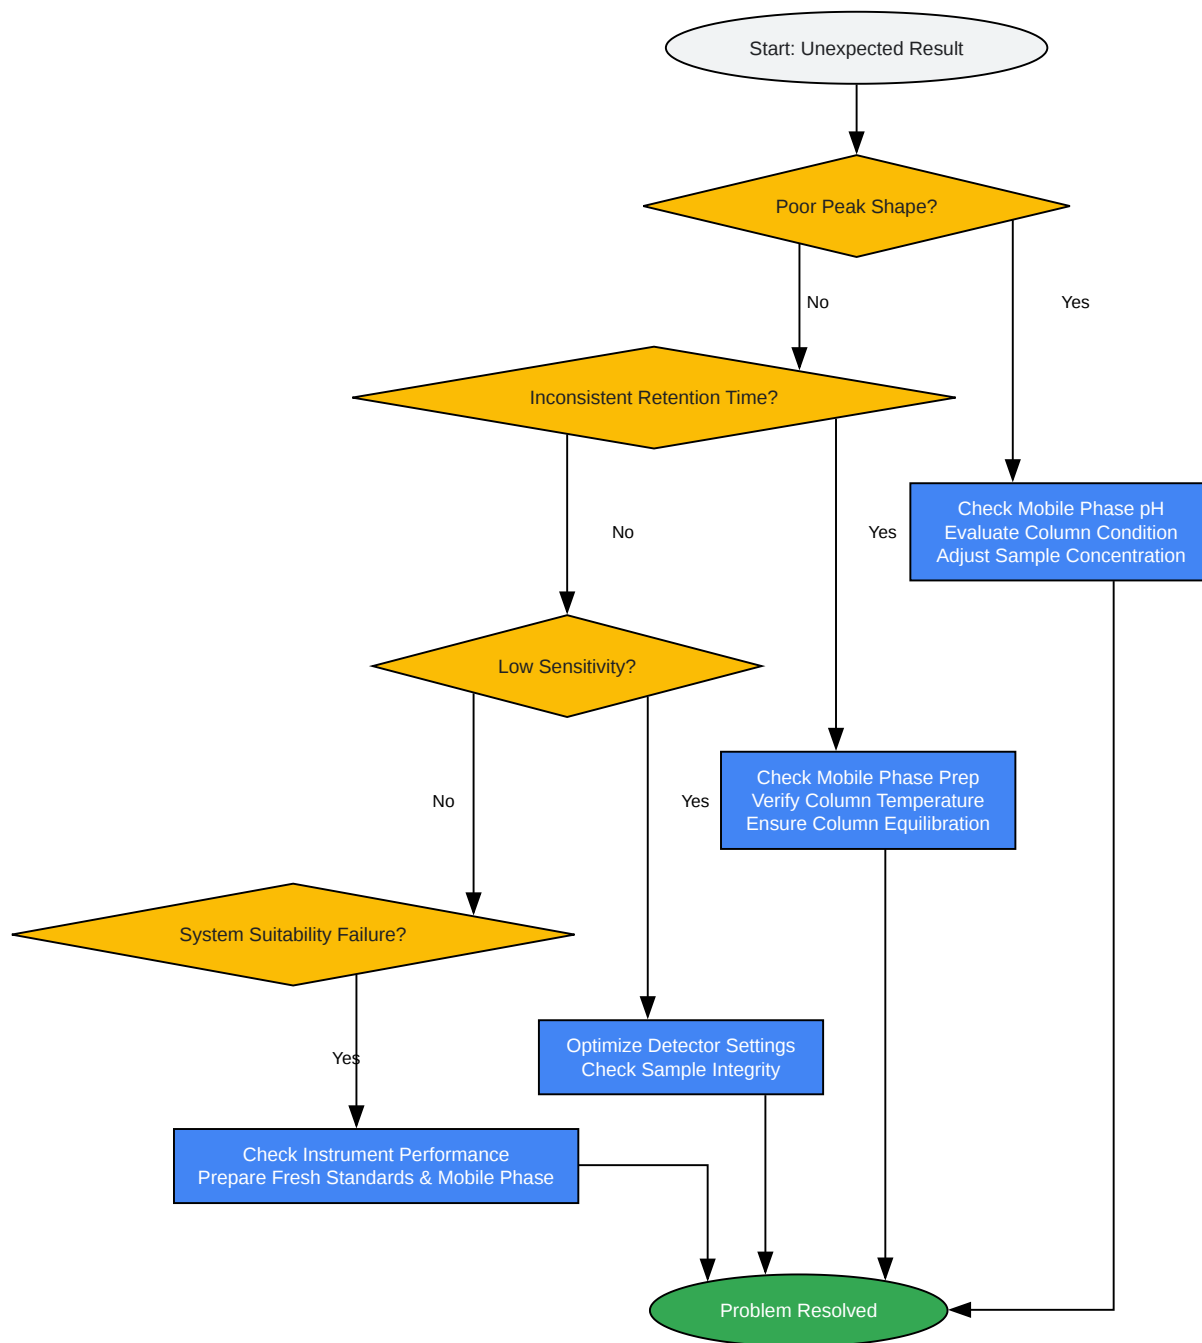 Start: Unexpected Result
Poor Peak Shape?
No
Yes
Inconsistent Retention Time?
Check Mobile Phase pH
Evaluate Column Condition
Adjust Sample Concentration
No
Yes
Low Sensitivity?
Check Mobile Phase Prep
Verify Column Temperature
Ensure Column Equilibration
No
Yes
System Suitability Failure?
Optimize Detector Settings
Check Sample Integrity
Yes
Check Instrument Performance
Prepare Fresh Standards & Mobile Phase
Problem Resolved